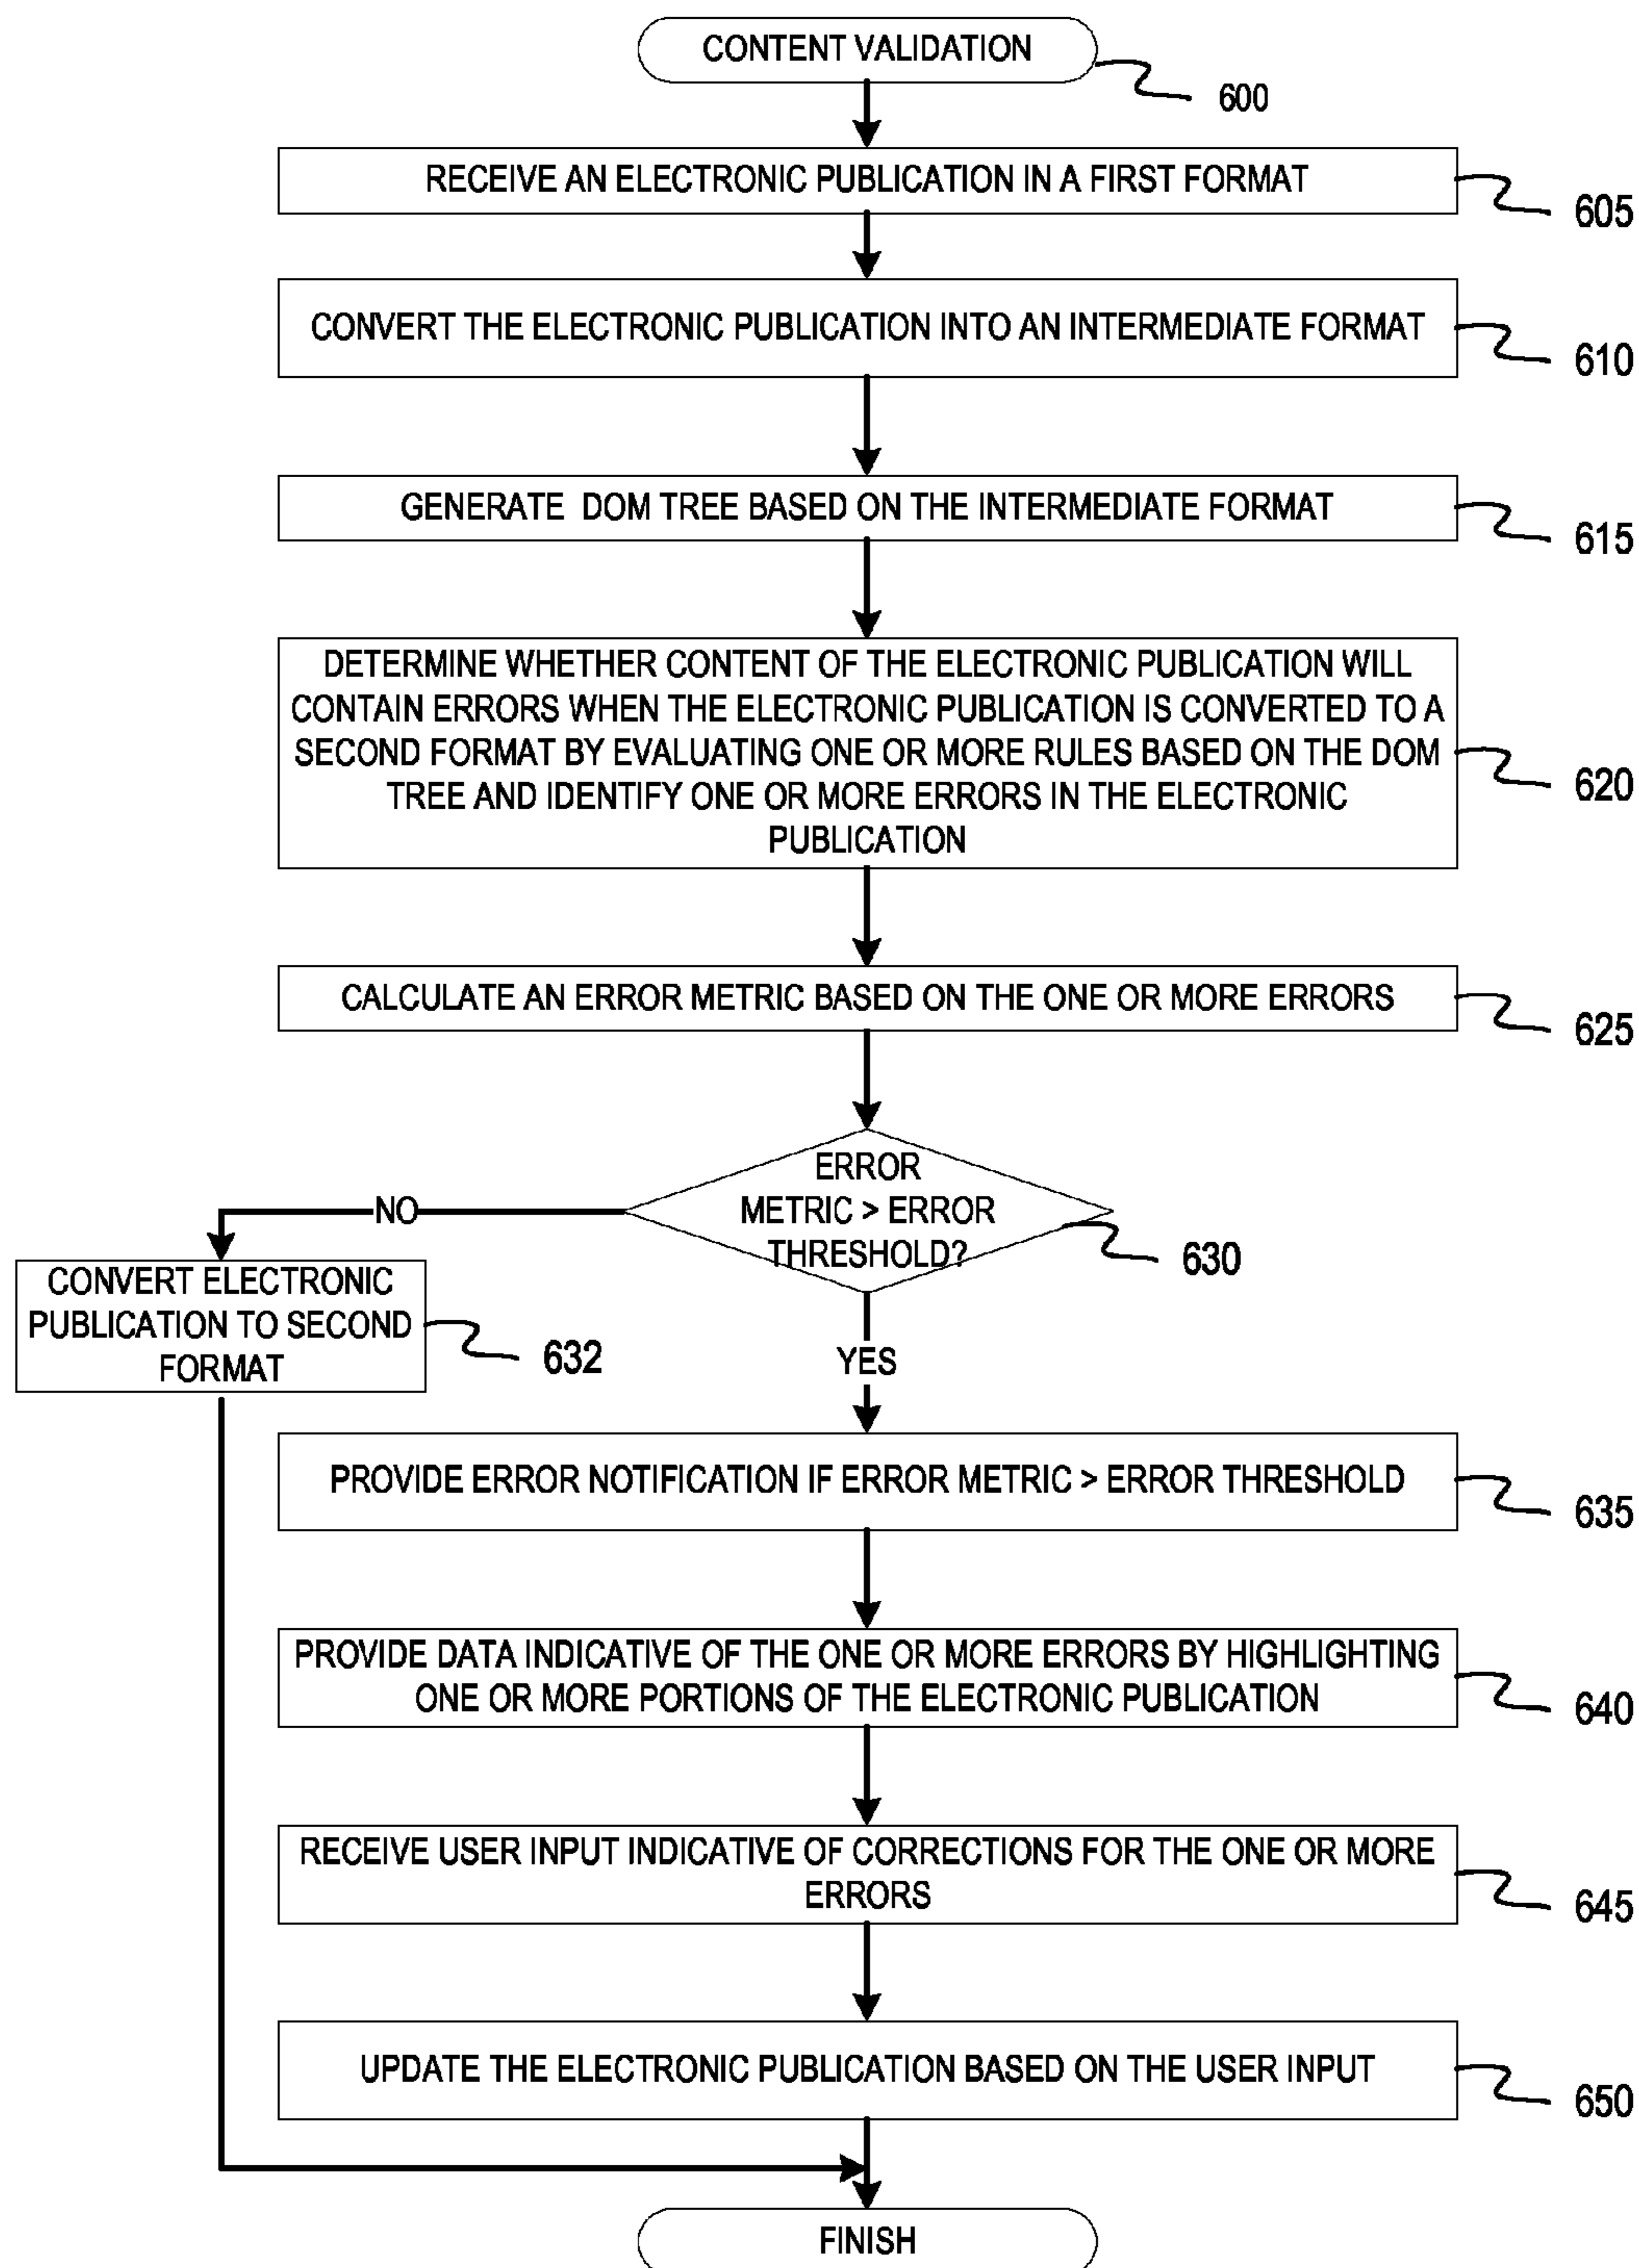 CONTENT VALIDATION
600
RECEIVE AN ELECTRONIC PUBLICATION IN A FIRST FORMAT
605
CONVERT THE ELECTRONIC PUBLICATION INTO AN INTERMEDIATE FORMAT
610
GENERATE DOM TREE BASED ON THE INTERMEDIATE FORMAT
615
DETERMINE WHETHER CONTENT OF THE ELECTRONIC PUBLICATION WILL
CONTAIN ERRORS WHEN THE ELECTRONIC PUBLICATION IS CONVERTED TO A
SECOND FORMAT BY EVALUATING ONE OR MORE RULES BASED ON THE DOM
TREE AND IDENTIFY ONE OR MORE ERRORS IN THE ELECTRONIC
PUBLICATION
620
CALCULATE AN ERROR METRIC BASED ON THE ONE OR MORE ERRORS
625
ERROR
METRIC > ERROR
THRESHOLD?
630
NO
CONVERT ELECTRONIC
PUBLICATION TO SECOND
FORMAT
632
YES
PROVIDE ERROR NOTIFICATION IF ERROR METRIC > ERROR THRESHOLD
635
PROVIDE DATA INDICATIVE OF THE ONE OR MORE ERRORS BY HIGHLIGHTING
ONE OR MORE PORTIONS OF THE ELECTRONIC PUBLICATION
640
RECEIVE USER INPUT INDICATIVE OF CORRECTIONS FOR THE ONE OR MORE
ERRORS
645
UPDATE THE ELECTRONIC PUBLICATION BASED ON THE USER INPUT
650
FINISH